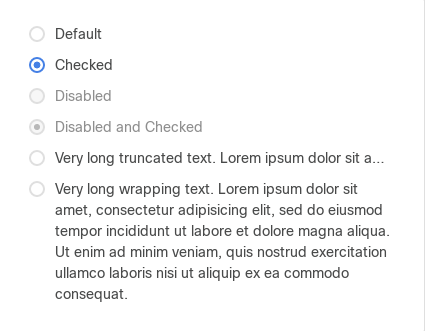 Default
Checked
Disabled
Disabled and Checked
Very long truncated text. Lorem ipsum dolor sit a...
Very long wrapping text. Lorem ipsum dolor sit
amet, consectetur adipisicing elit, sed do eiusmod
tempor incididunt ut labore et dolore magna aliqua.
Ut enim ad minim veniam, quis nostrud exercitation
ullamco laboris nisi ut aliquip ex ea commodo
consequat.